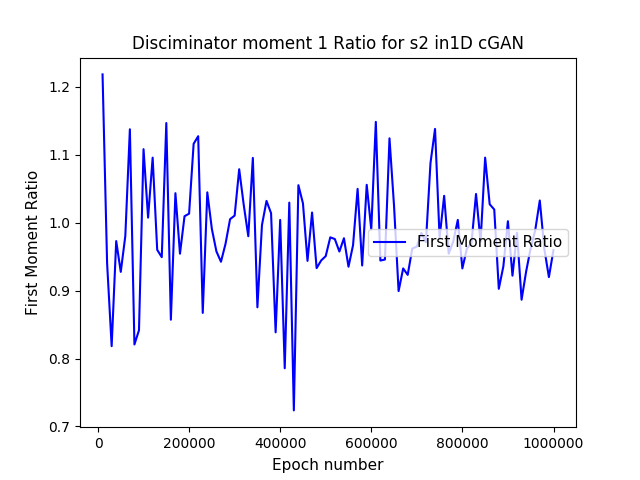 Disciminator moment 1 Ratio for s2 in1D cGAN
First Moment Ratio
1.2
1.1
1.0
0.9
0.8
0.7
First Moment Ratio
0 200000 400000 600000 800000 1000000
Epoch number